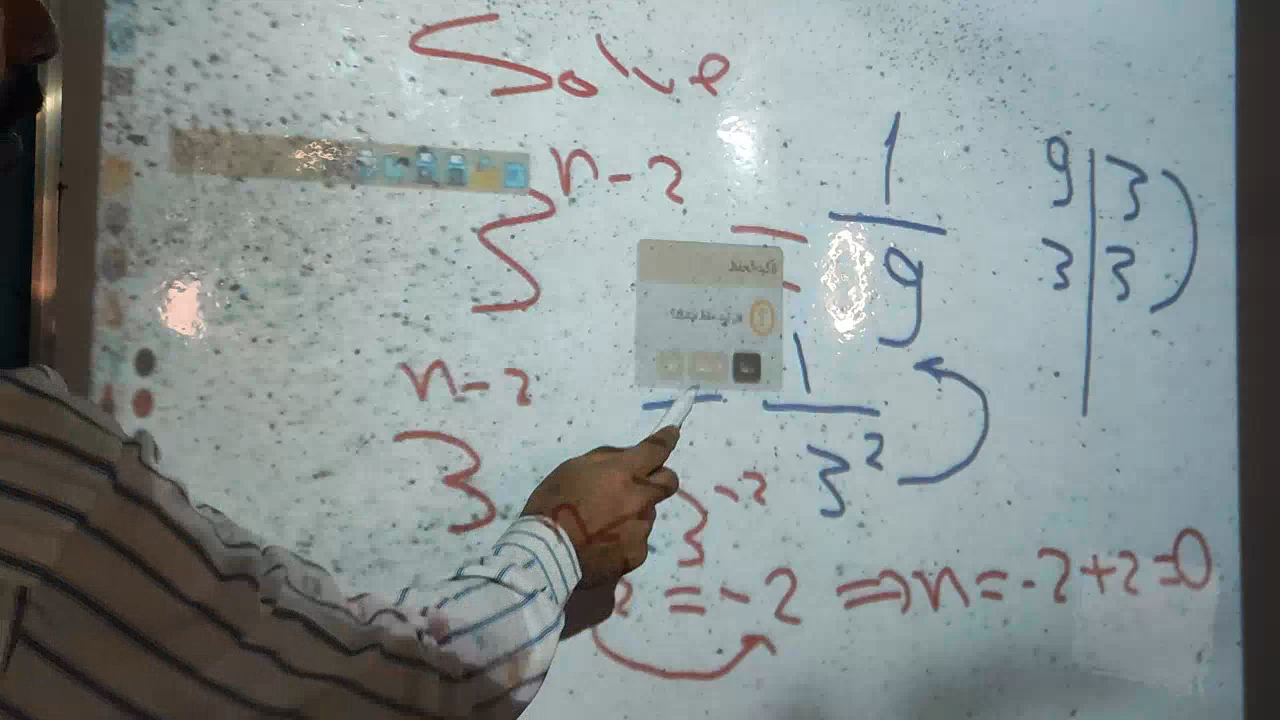 Solve
3^(n-2) = 1/9
9 | 3
3 | 3
3^(n-2) = 1/3^2
3^-2
2 = -2 ⇒ n = -2+2=0